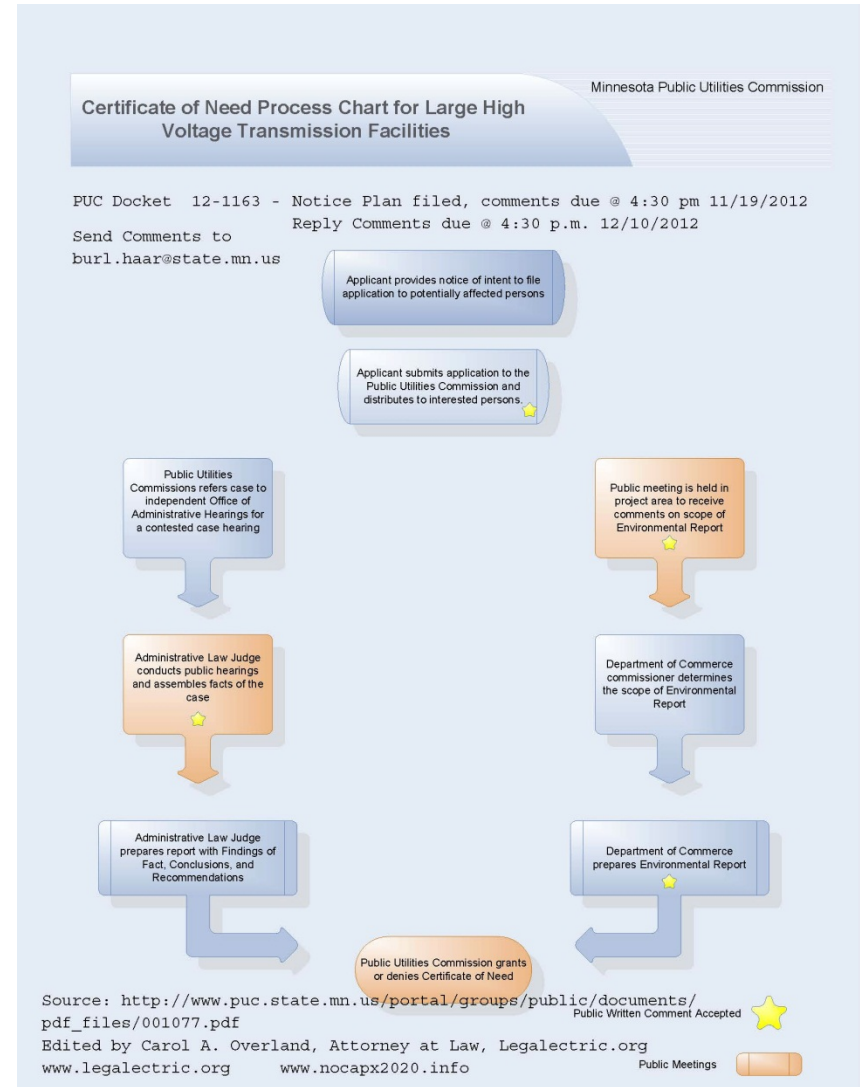 Minnesota Public Utilities Commission
Certificate of Need Process Chart for Large High
Voltage Transmission Facilities
PUC Docket 12-1163 - Notice Plan filed, comments due @ 4:30 pm 11/19/2012
Reply Comments due @ 4:30 p.m. 12/10/2012
Send Comments to
burl.haar@state.mn.us
Applicant provides notice of intent to file
application to potentially affected persons
Applicant submits application to the
Public Utilities Commission and
distributes to interested persons.
Public Utilities
Commissions refers case to
independent Office of
Administrative Hearings for
a contested case hearing
Public meeting is held in
project area to receive
comments on scope of
Environmental Report
Administrative Law Judge
conducts public hearings
and assembles facts of the
case
Department of Commerce
commissioner determines
the scope of Environmental
Report
Administrative Law Judge
prepares report with Findings of
Fact, Conclusions, and
Recommendations
Department of Commerce
prepares Environmental Report
Public Utilities Commission grants
or denies Certificate of Need
Source: http://www.puc.state.mn.us/portal/groups/public/documents/
pdf_files/001077.pdf
Public Written Comment Accepted
Edited by Carol A. Overland, Attorney at Law, Legalectric.org
www.legalectric.org www.nocapx2020.info
Public Meetings